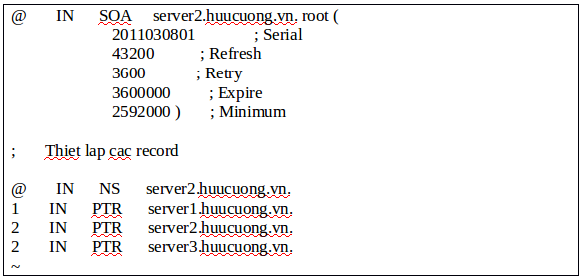 @ IN SOA server2.huucuong.vn. root (
2011030801 ; Serial
43200 ; Refresh
3600 ; Retry
3600000 ; Expire
2592000 ) ; Minimum
; Thiet lap cac record
@ IN NS server2.huucuong.vn.
1 IN PTR server1.huucuong.vn.
2 IN PTR server2.huucuong.vn.
2 IN PTR server3.huucuong.vn.
~